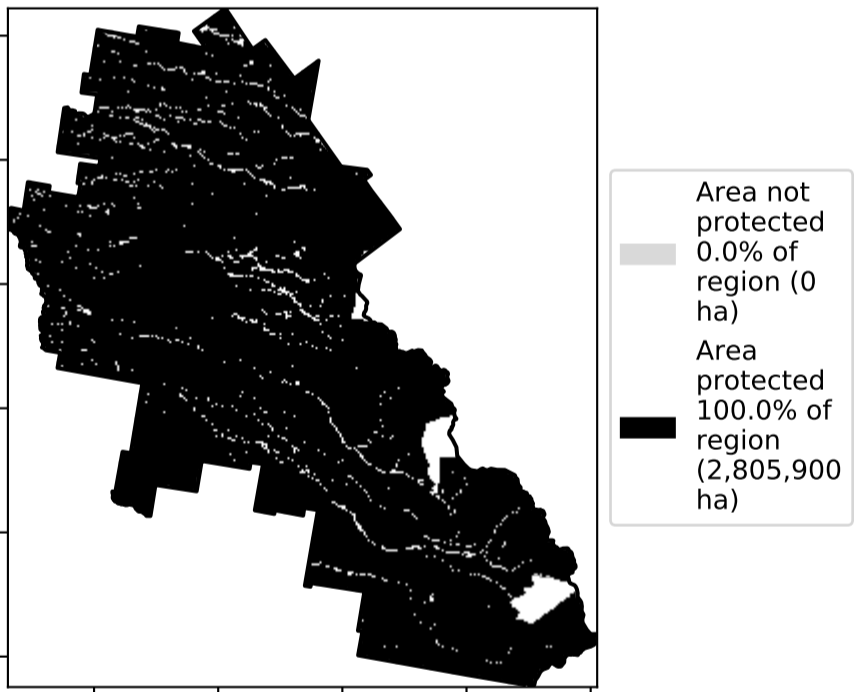 Area not
protected
0.0% of
region (0
ha)
Area
protected
100.0% of
region
(2,805,900
ha)